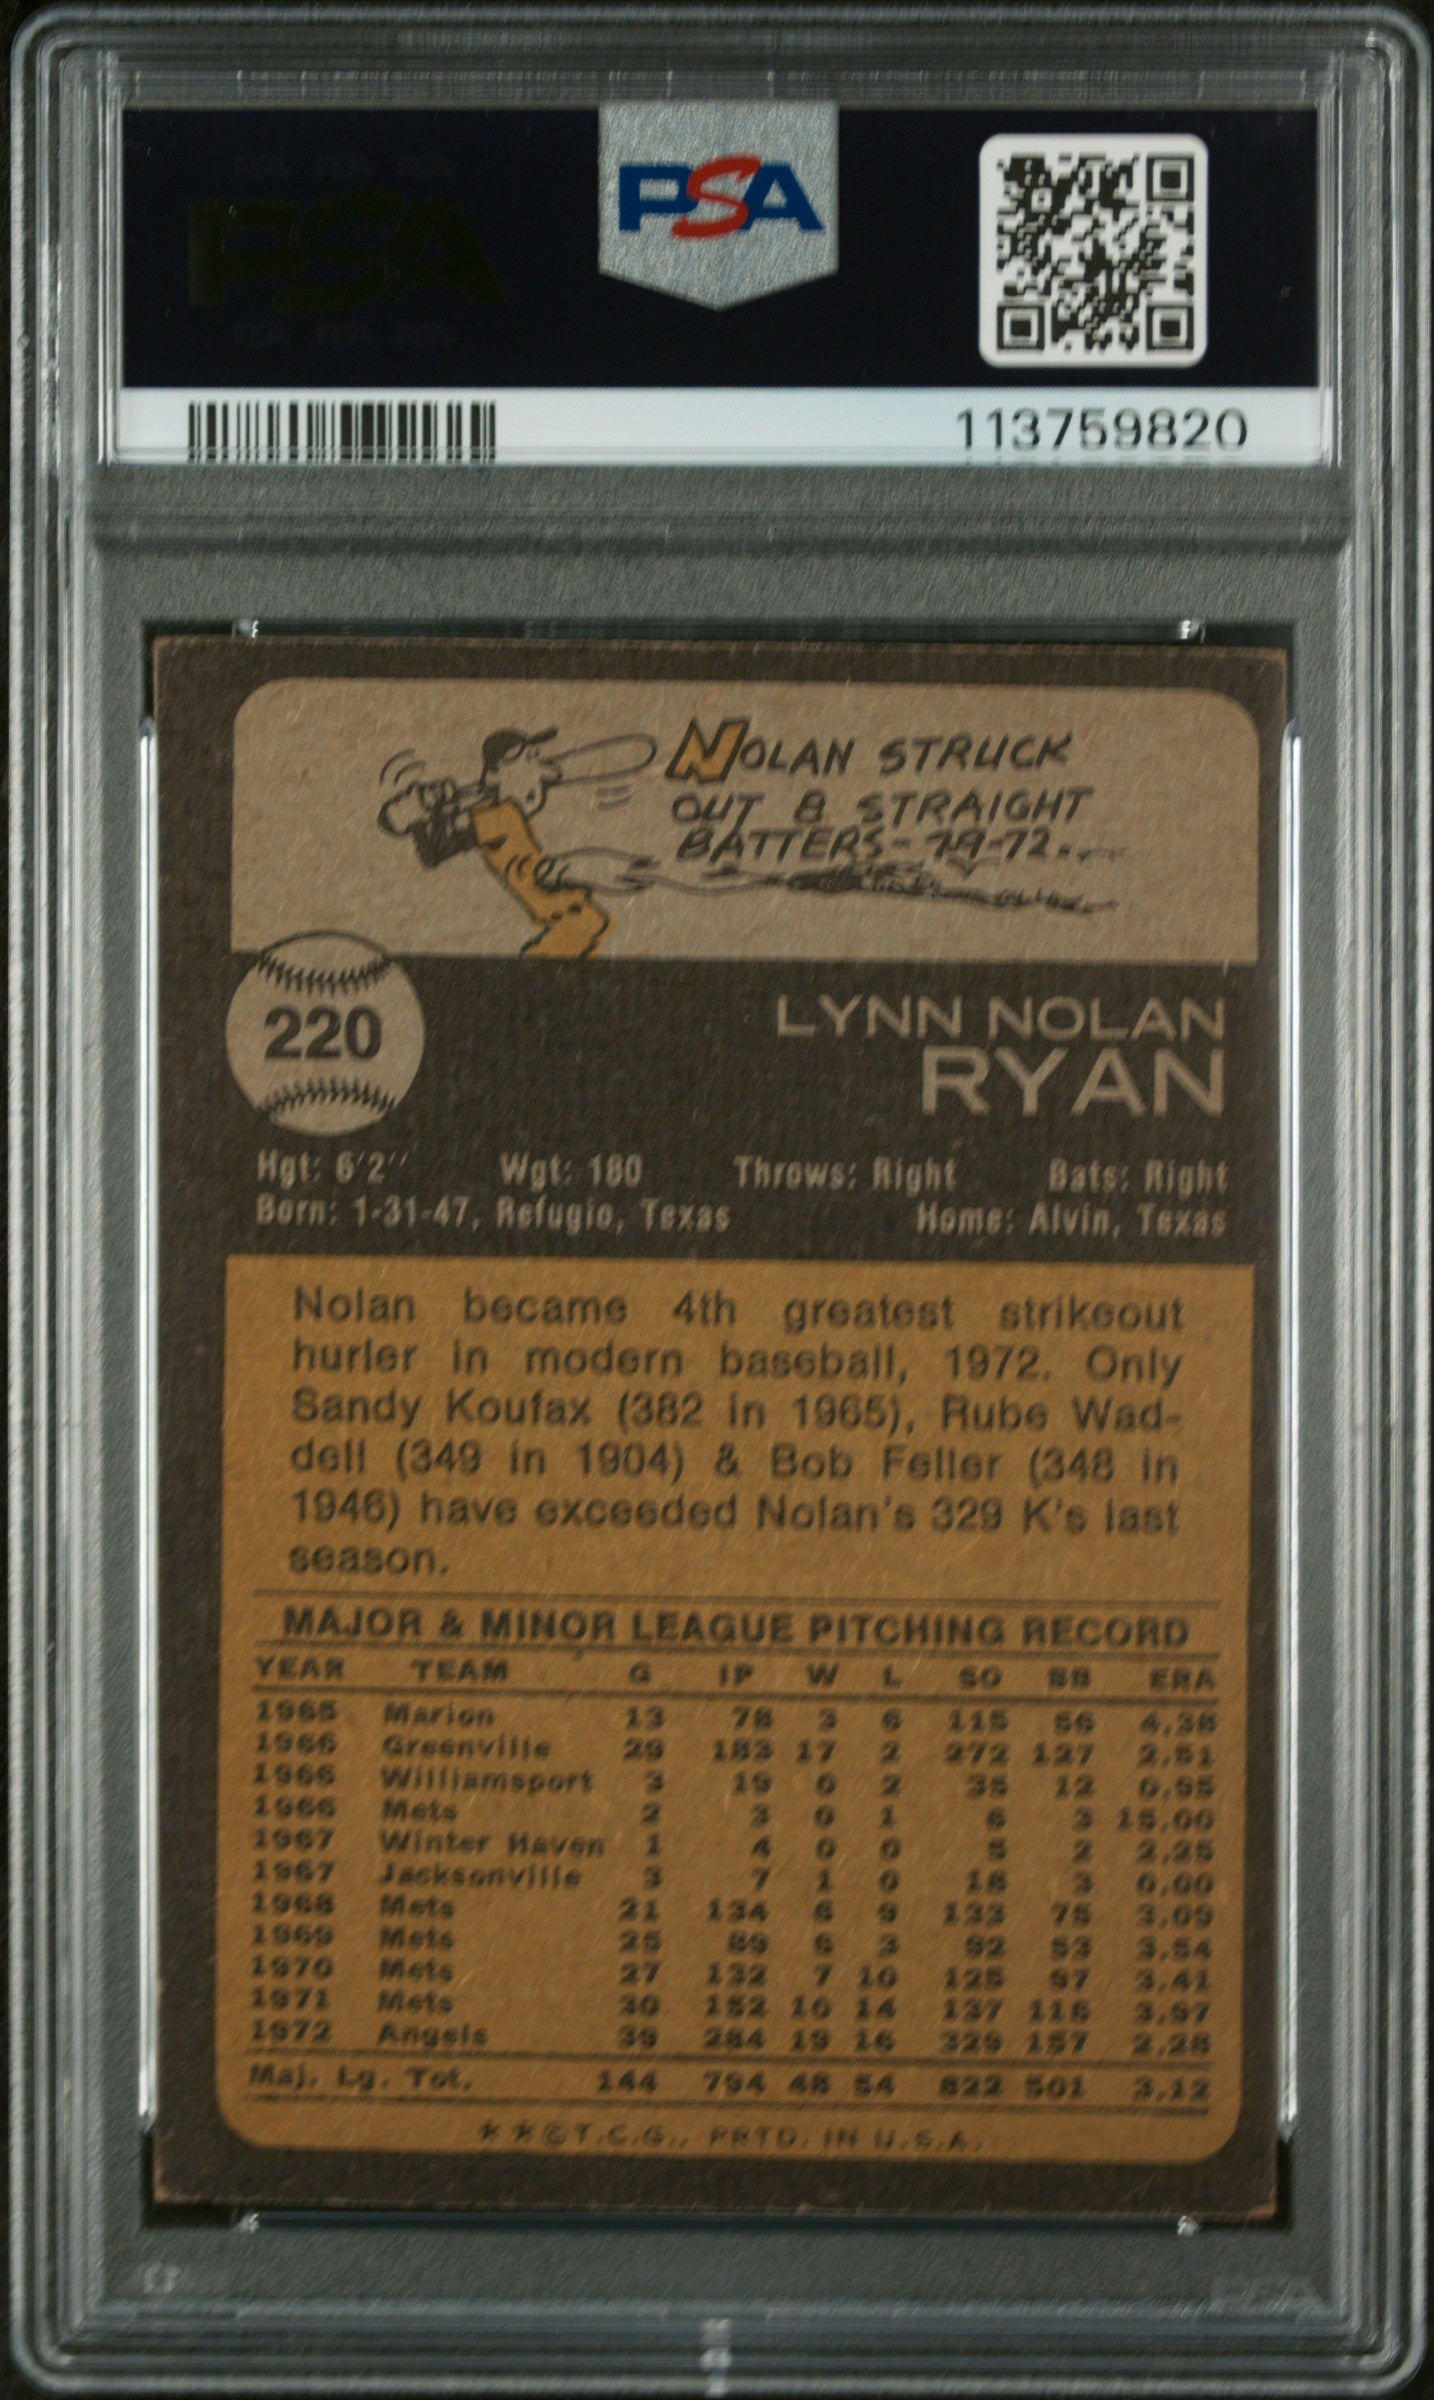 PSA
113759820
NOLAN STRUCK
OUT 8 STRAIGHT
BATTERS - 7-9-72...
220
LYNN NOLAN
RYAN
Hgt: 6'2" Wgt: 180 Throws: Right Bats: Right
Born: 1-31-47, Refugio, Texas Home: Alvin, Texas
Nolan became 4th greatest strikeout
hurler in modern baseball, 1972. Only
Sandy Koufax (382 in 1965), Rube Wad-
dell (349 in 1904) & Bob Feller (348 in
1946) have exceeded Nolan's 329 K's last
season.
MAJOR & MINOR LEAGUE PITCHING RECORD
YEAR TEAM G IP W L SO BB ERA
1965 Marion 13 78 3 6 115 56 4.38
1966 Greenville 29 183 17 2 272 127 2.51
1966 Williamsport 3 19 0 2 35 12 0.95
1966 Mets 2 3 0 1 6 3 15.00
1967 Winter Haven 1 4 0 0 5 2 2.25
1967 Jacksonville 3 7 1 0 18 3 0.00
1968 Mets 21 134 6 9 133 75 3.09
1969 Mets 25 89 6 3 92 53 3.54
1970 Mets 27 132 7 10 125 97 3.41
1971 Mets 30 152 10 14 137 116 3.97
1972 Angels 39 284 19 16 329 157 2.28
Maj. Lg. Tot. 144 794 48 54 822 501 3.12
**©T.C.G., PRTD. IN U.S.A.
PSA